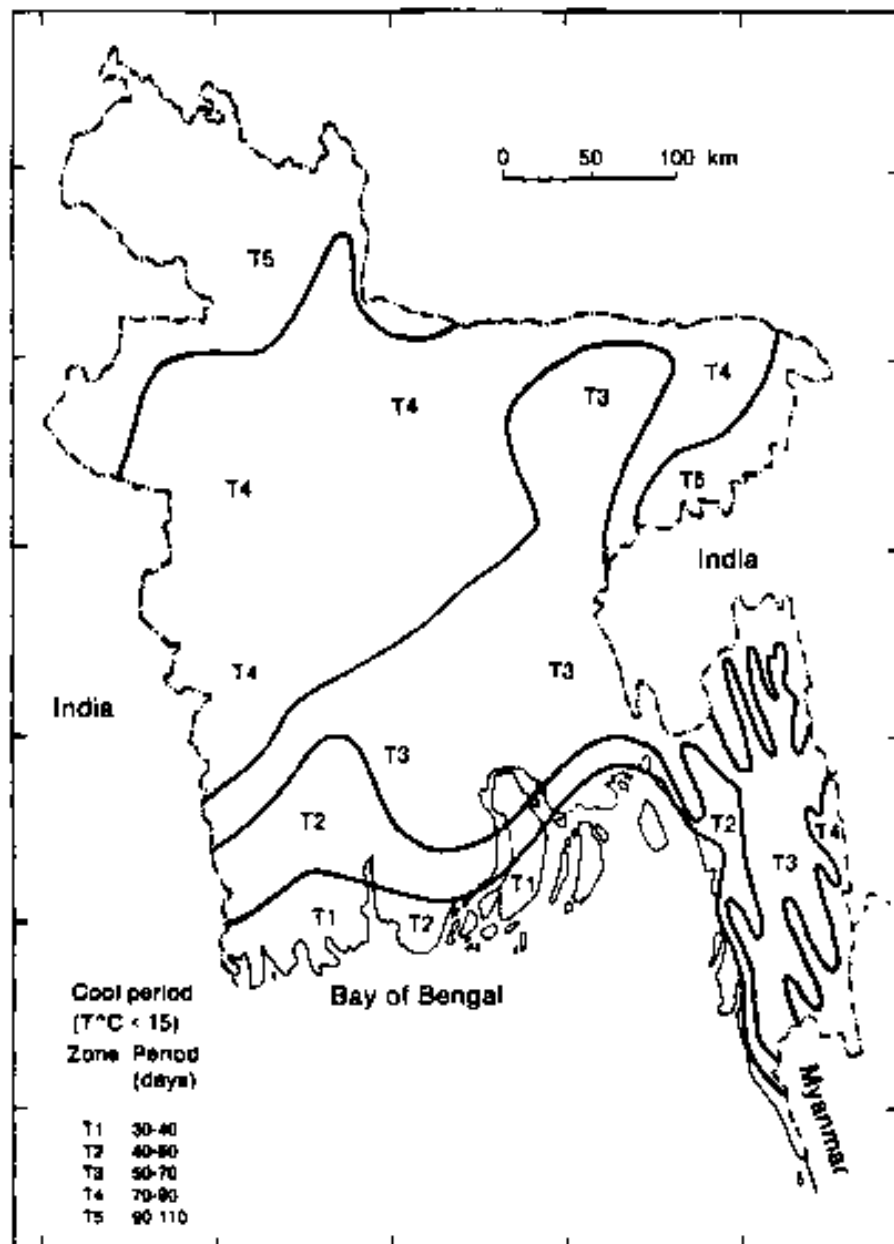 0 50 100 km
T5
T4
T3
T4
T4
T5
India
T4
T3
India
T3
T2
T2
T4
T3
T1
T1
T2
Bay of Bengal
Cool period
(T^C < 15)
Zone Period
(days)
Myanmar
T1 30-40
T2 40-50
T3 50-70
T4 70-90
T5 90-110